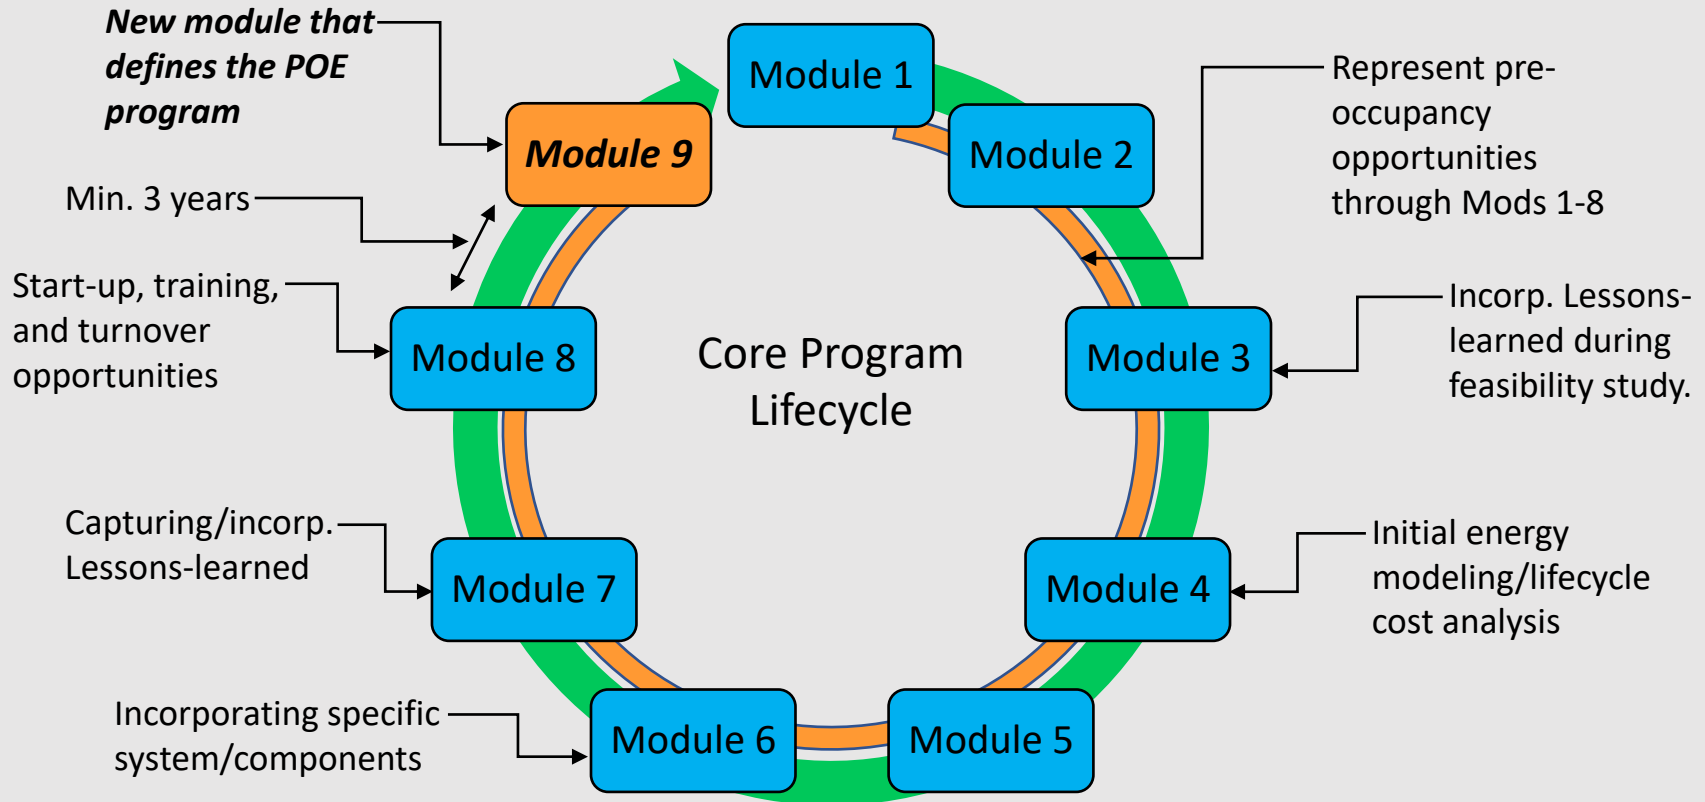 New module that
defines the POE
program
Module 1
Represent pre-
occupancy
opportunities
through Mods 1-8
Module 9
Module 2
Min. 3 years
Start-up, training,
and turnover
opportunities
Module 8
Core Program
Lifecycle
Module 3
Incorp. Lessons-
learned during
feasibility study.
Capturing/incorp.
Lessons-learned
Module 7
Module 4
Initial energy
modeling/lifecycle
cost analysis
Incorporating specific
system/components
Module 6
Module 5